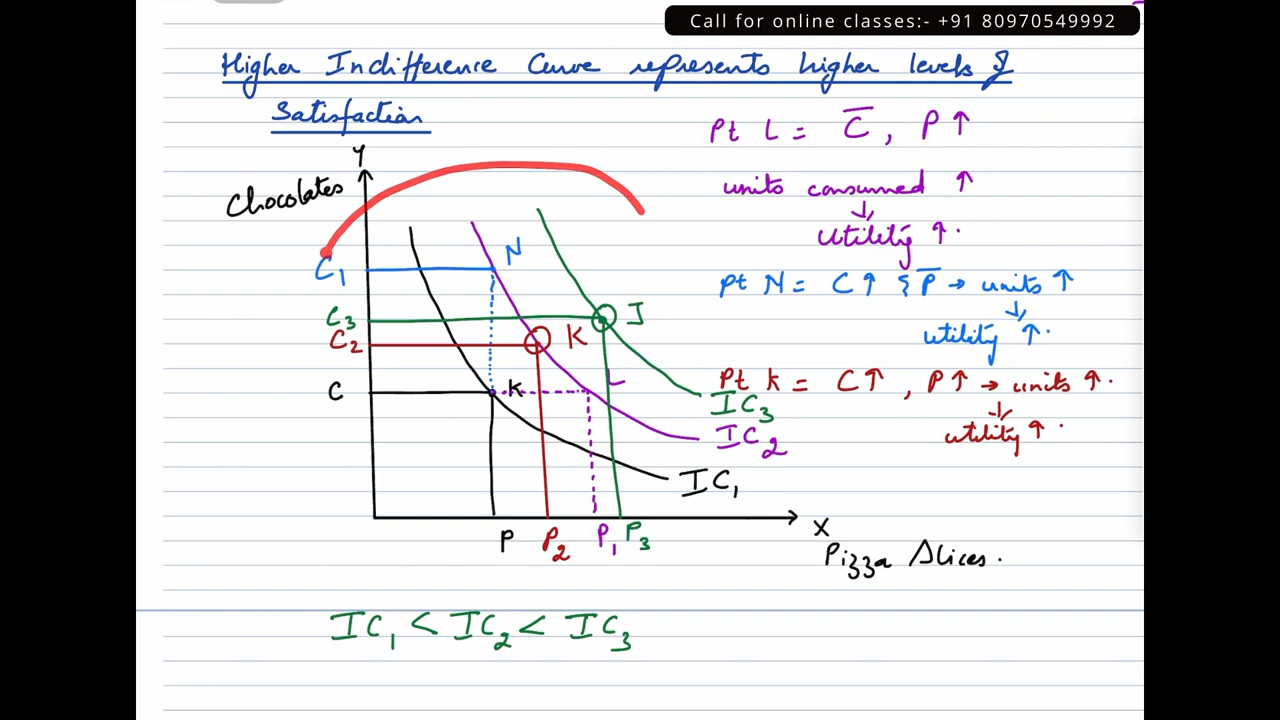 Call for online classes:- +91 80970549992
Higher Indifference Curve represents higher levels of
Satisfaction
Pt L = C̅, P↑
units consumed ↑
↓
utility ↑.
Pt N = C↑ & P̅ → units ↑
↓
utility ↑.
Pt K = C↑, P↑ → units ↑.
↓
utility ↑.
Y
Chocolates
C₁
N
C₃
J
C₂
K
C
K
L
IC₃
IC₂
IC₁
P
P₂
P₁
P₃
X
Pizza Slices.
IC₁ < IC₂ < IC₃